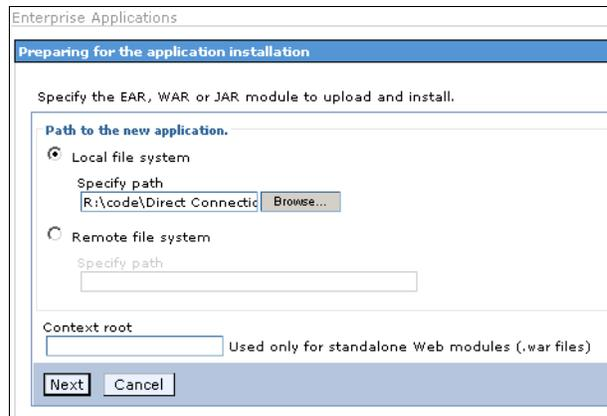 Enterprise Applications
Preparing for the application installation
Specify the EAR, WAR or JAR module to upload and install.
Path to the new application.
Local file system
Specify path
R:\code\Direct Connectio Browse...
Remote file system
Specify path
Context root
Used only for standalone Web modules (.war files)
Next Cancel